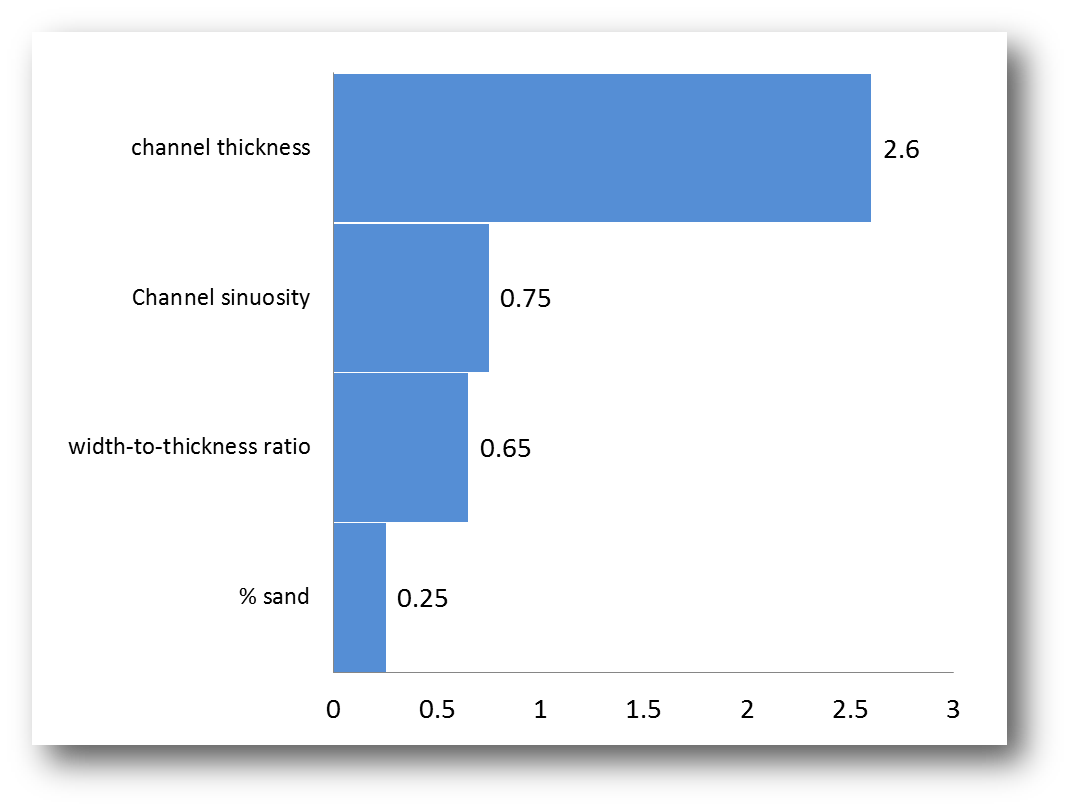 channel thickness
2.6
Channel sinuosity
0.75
width-to-thickness ratio
0.65
% sand
0.25
0 0.5 1 1.5 2 2.5 3